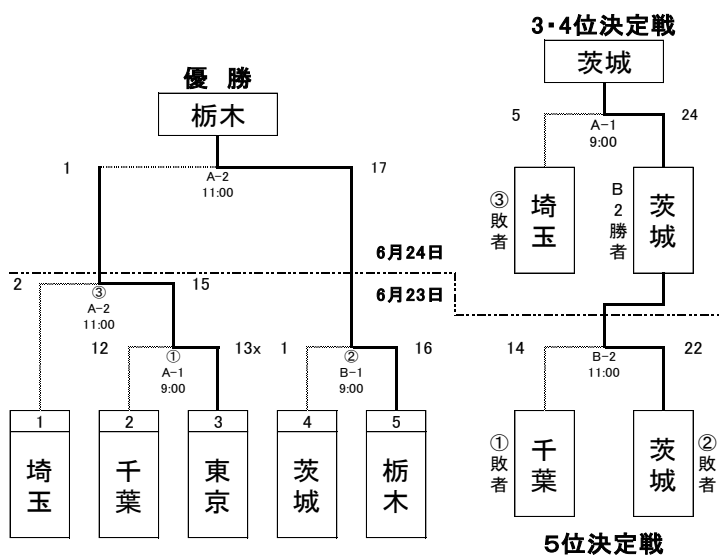 優 勝
栃木
1
17
A-2
11:00
6月24日
6月23日
2
15
③
A-2
11:00
12
13x
①
A-1
9:00
1
16
②
B-1
9:00
1
埼玉
2
千葉
3
東京
4
茨城
5
栃木
3・4位決定戦
茨城
5
24
A-1
9:00
③敗者
埼玉
B2勝者
茨城
14
22
B-2
11:00
①敗者
千葉
茨城
②敗者
5位決定戦